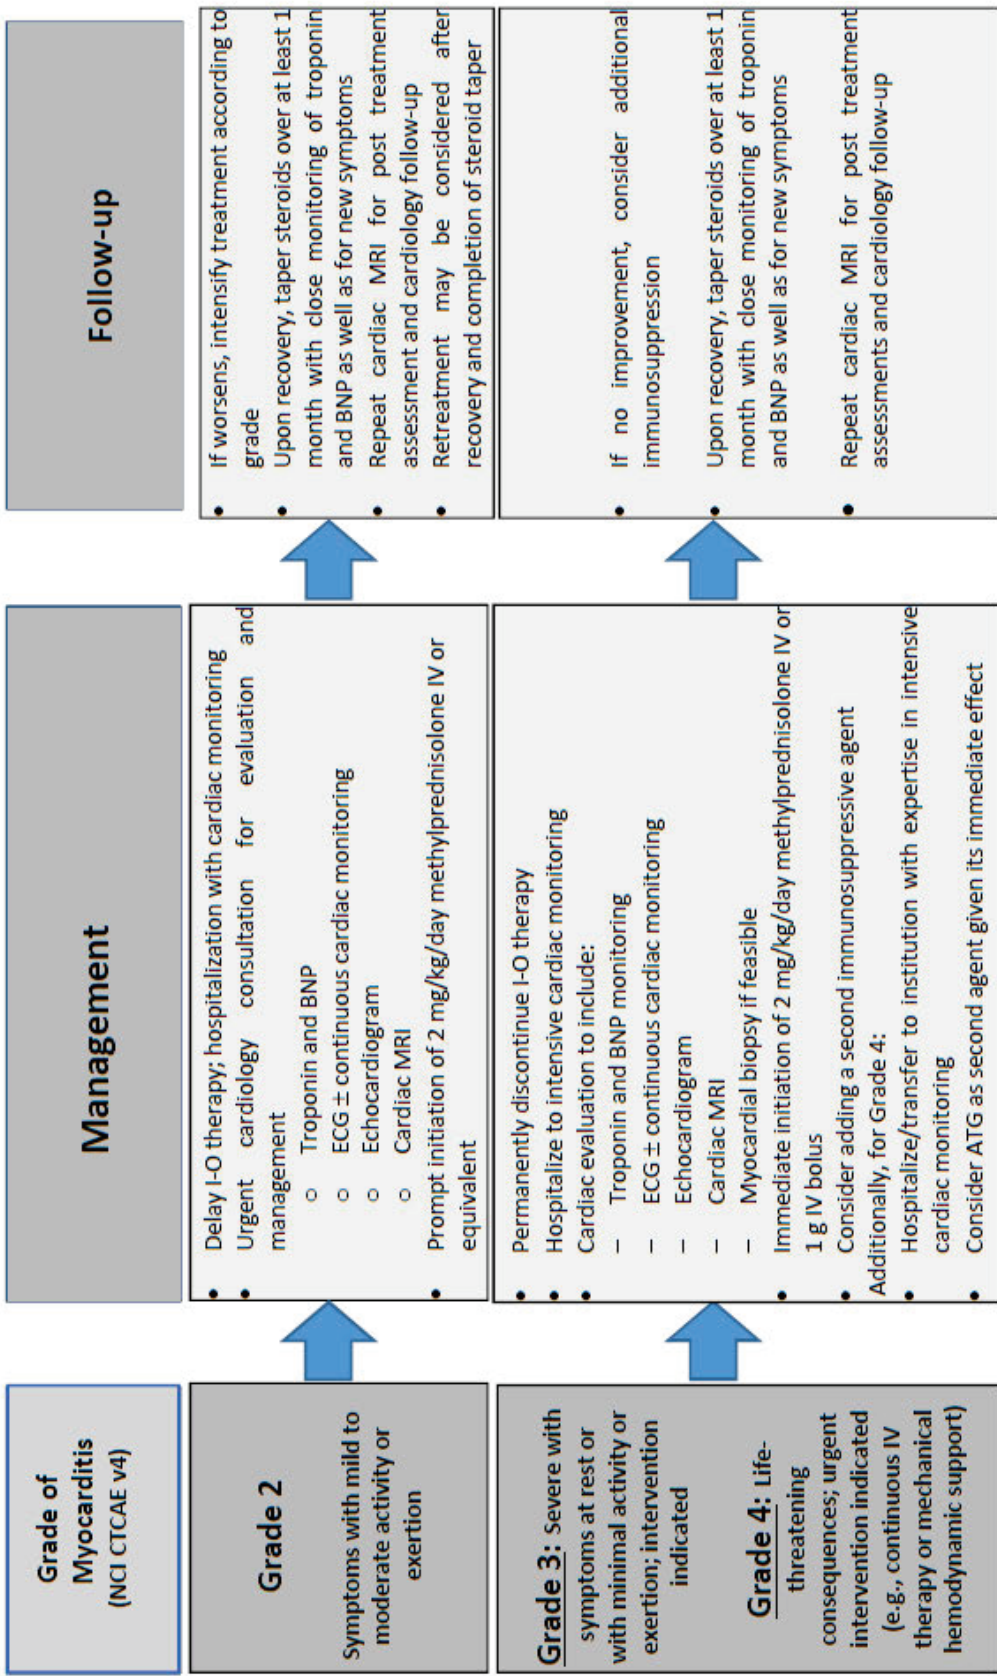 Grade of
Myocarditis
(NCI CTCAE v4)
Management
Follow-up
Grade 2
Symptoms with mild to
moderate activity or
exertion
• Delay I-O therapy; hospitalization with cardiac monitoring
• Urgent cardiology consultation for evaluation and
management
○ Troponin and BNP
○ ECG ± continuous cardiac monitoring
○ Echocardiogram
○ Cardiac MRI
• Prompt initiation of 2 mg/kg/day methylprednisolone IV or
equivalent
• If worsens, intensify treatment according to
grade
• Upon recovery, taper steroids over at least 1
month with close monitoring of troponin
and BNP as well as for new symptoms
• Repeat cardiac MRI for post treatment
assessment and cardiology follow-up
• Retreatment may be considered after
recovery and completion of steroid taper
Grade 3: Severe with
symptoms at rest or
with minimal activity or
exertion; intervention
indicated
Grade 4: Life-
threatening
consequences; urgent
intervention indicated
(e.g., continuous IV
therapy or mechanical
hemodynamic support)
• Permanently discontinue I-O therapy
• Hospitalize to intensive cardiac monitoring
• Cardiac evaluation to include:
– Troponin and BNP monitoring
– ECG ± continuous cardiac monitoring
– Echocardiogram
– Cardiac MRI
– Myocardial biopsy if feasible
• Immediate initiation of 2 mg/kg/day methylprednisolone IV or
1 g IV bolus
• Consider adding a second immunosuppressive agent
Additionally, for Grade 4:
• Hospitalize/transfer to institution with expertise in intensive
cardiac monitoring
• Consider ATG as second agent given its immediate effect
• If no improvement, consider additional
immunosuppression
• Upon recovery, taper steroids over at least 1
month with close monitoring of troponin
and BNP as well as for new symptoms
• Repeat cardiac MRI for post treatment
assessments and cardiology follow-up